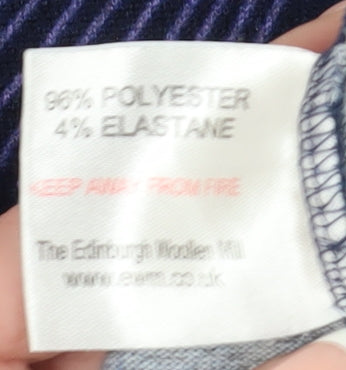 96% POLYESTER
4% ELASTANE
KEEP AWAY FROM FIRE
The Edinburgh Woollen Mill
www.ewm.co.uk